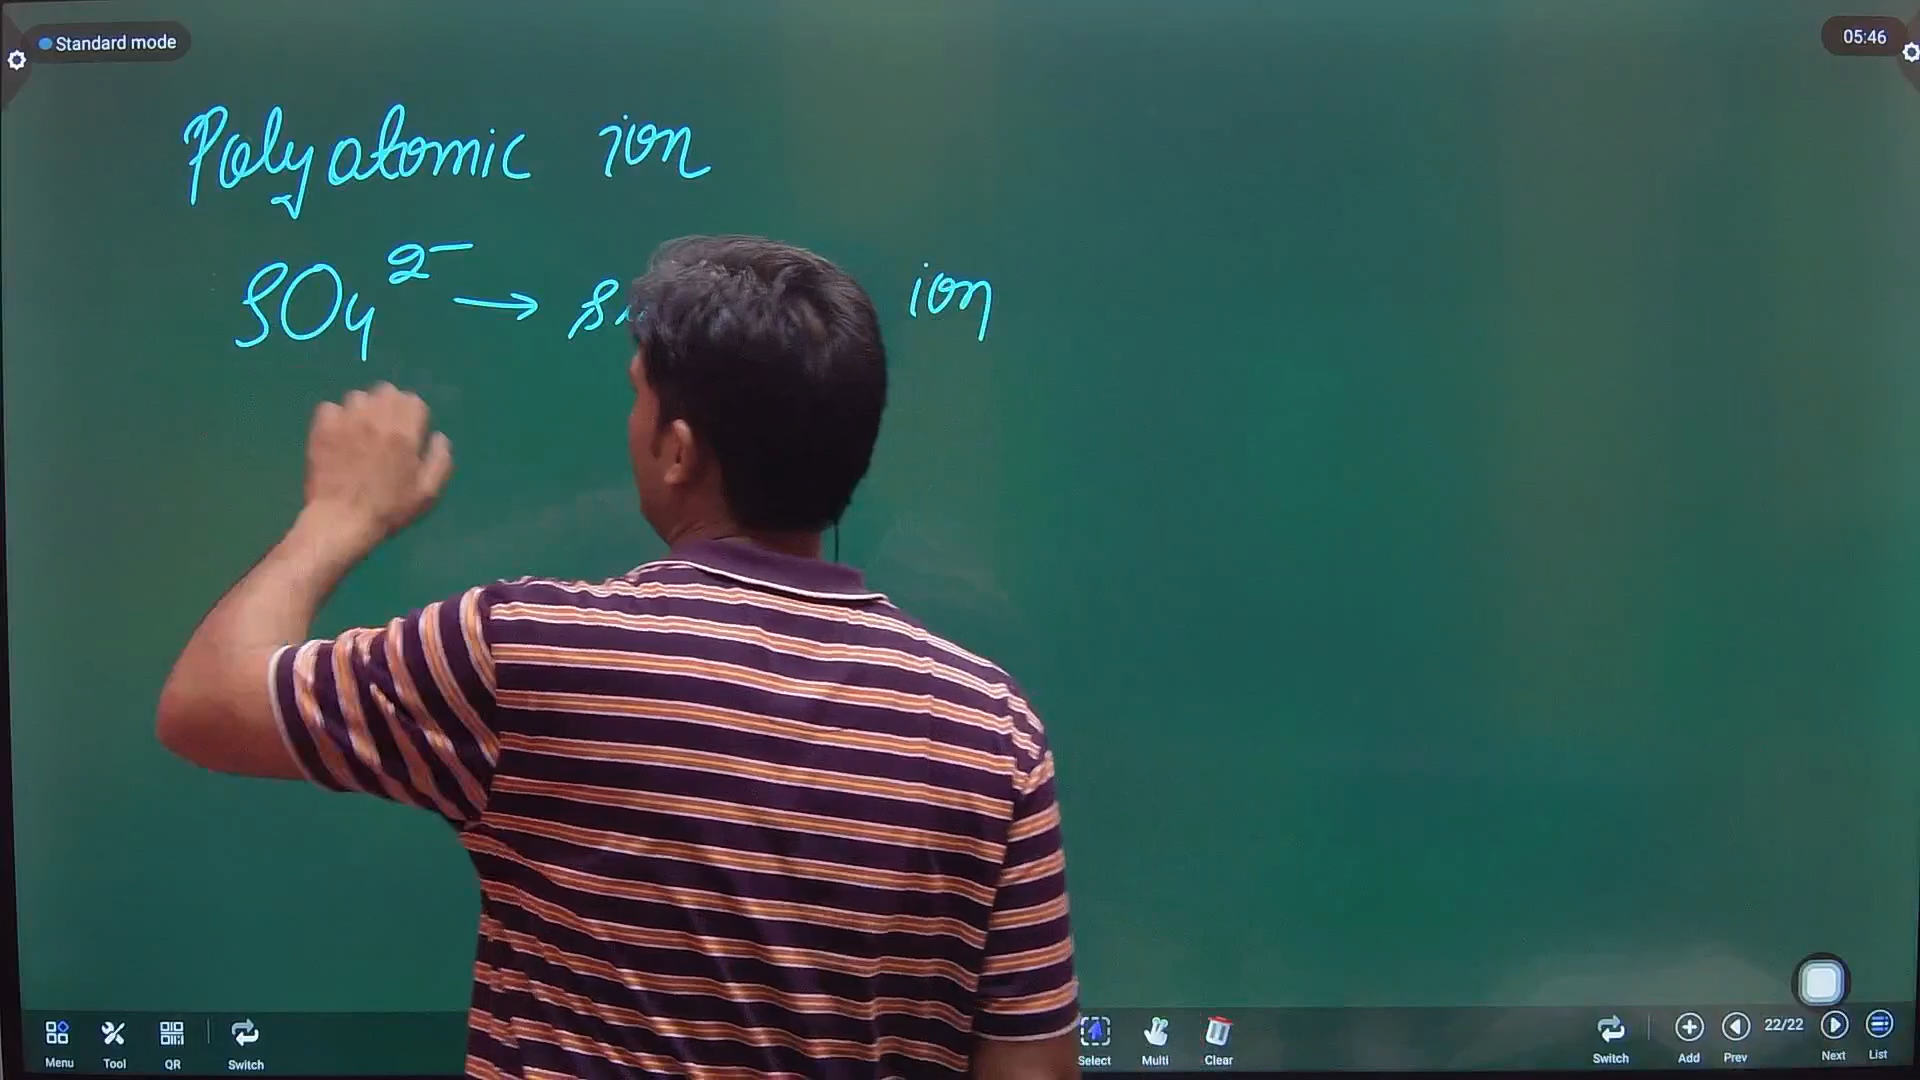 Standard mode
05:46
Polyatomic ion
SO4 2- → ion
Menu Tool QR Switch Select Multi Clear Switch Add Prev 22/22 Next List